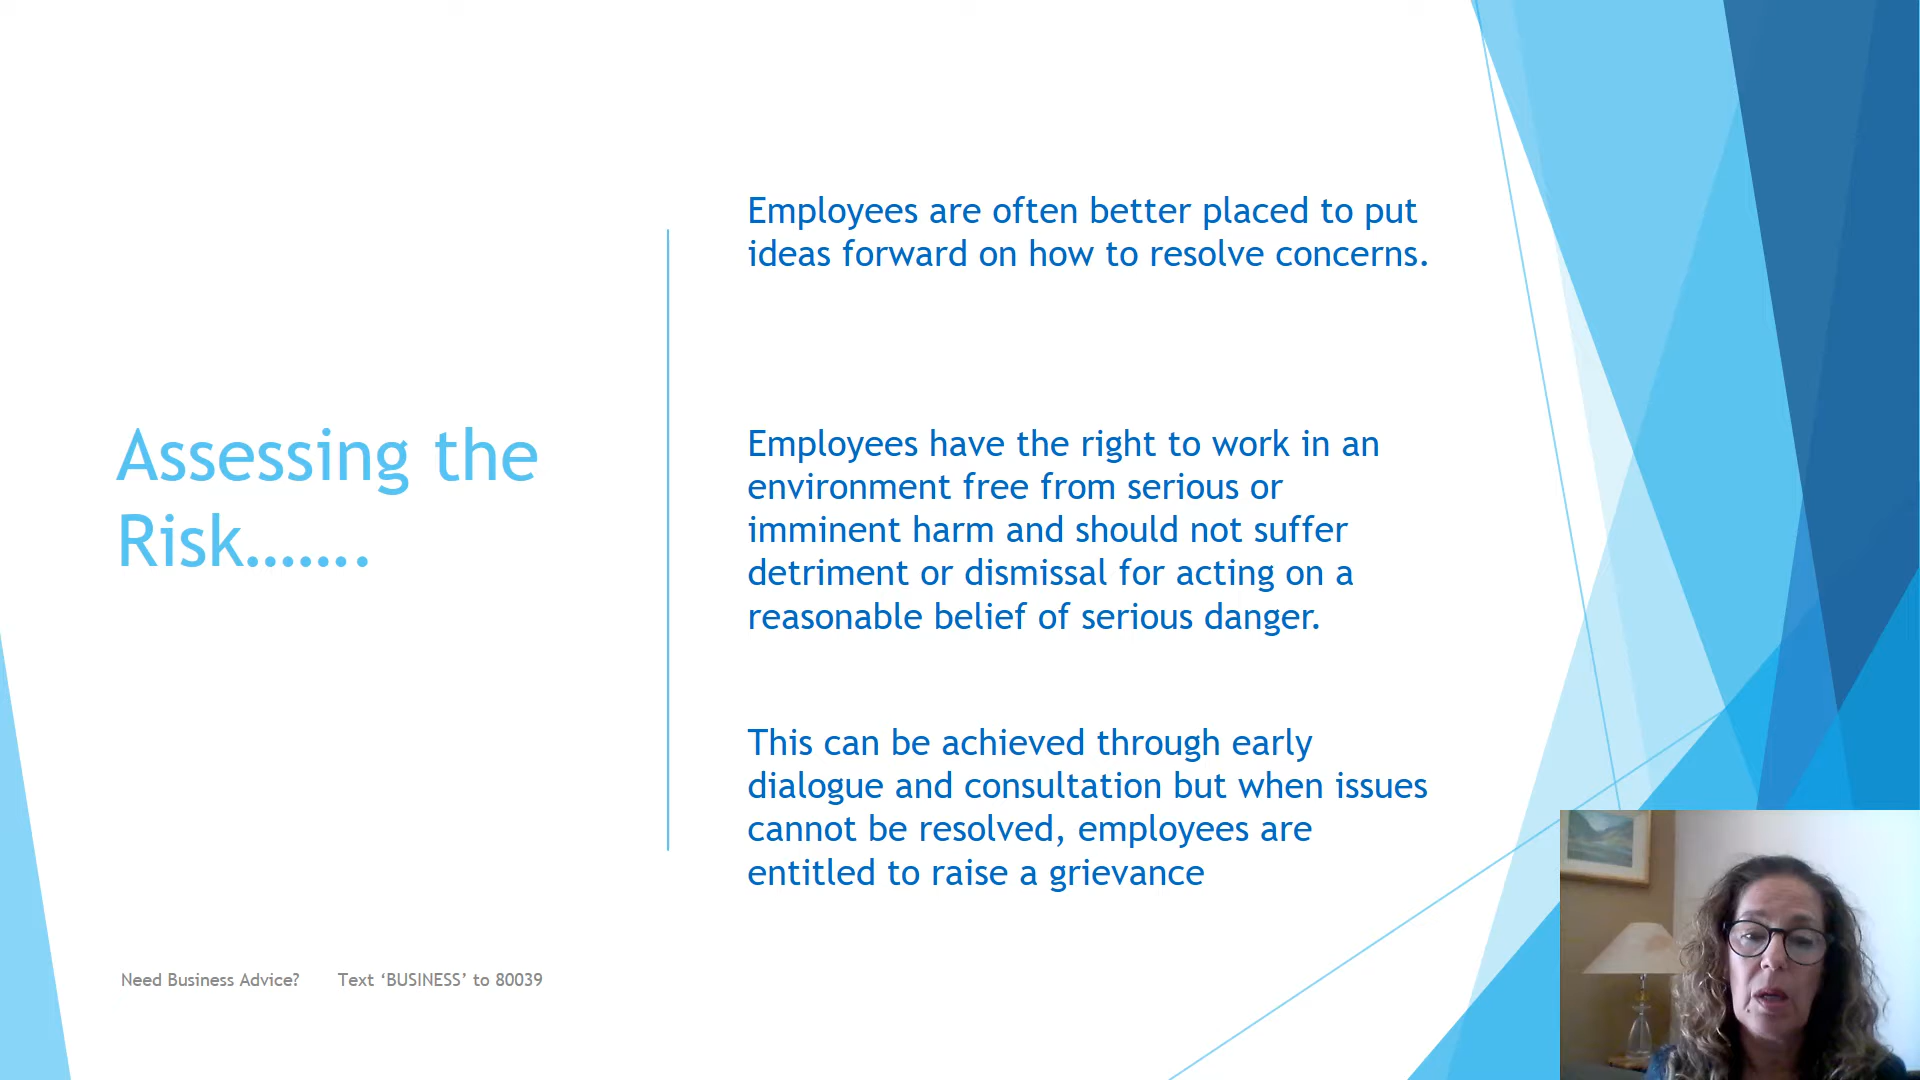 Assessing the
Risk.......
Employees are often better placed to put
ideas forward on how to resolve concerns.
Employees have the right to work in an
environment free from serious or
imminent harm and should not suffer
detriment or dismissal for acting on a
reasonable belief of serious danger.
This can be achieved through early
dialogue and consultation but when issues
cannot be resolved, employees are
entitled to raise a grievance
Need Business Advice? Text ‘BUSINESS’ to 80039